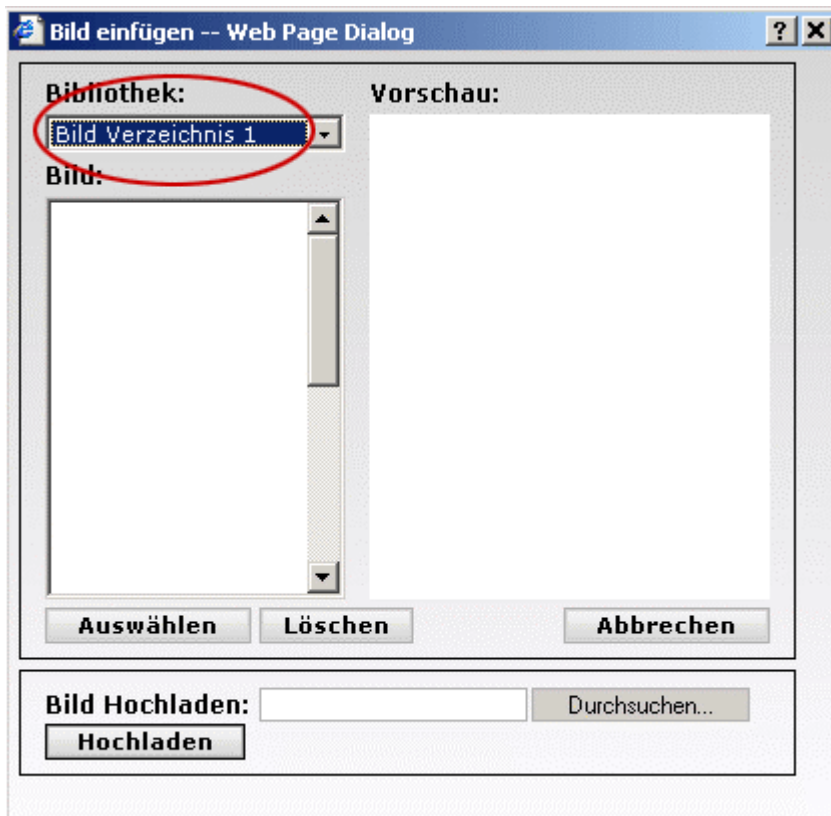 Bild einfügen -- Web Page Dialog
Bibliothek: Vorschau:
Bild Verzeichnis 1
Bild:
Auswählen Löschen Abbrechen
Bild Hochladen: Durchsuchen...
Hochladen